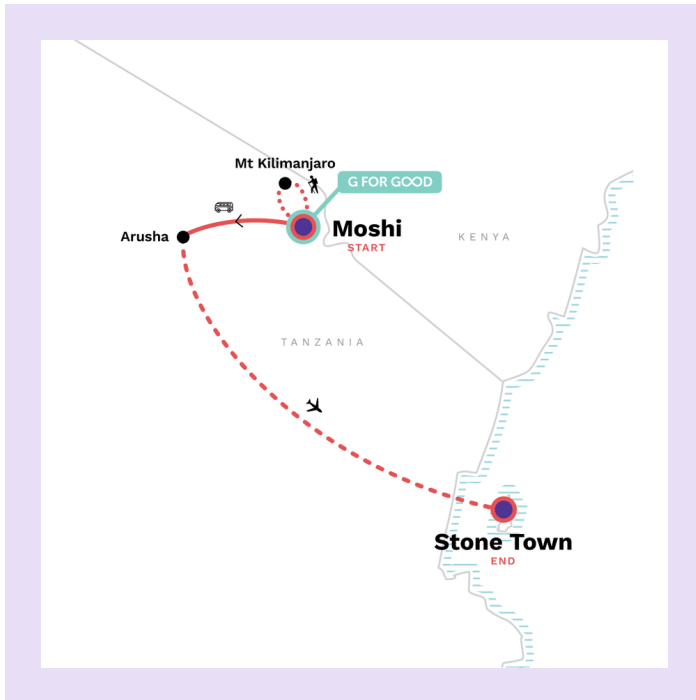 Mt Kilimanjaro
G FOR GOOD
Moshi
START
Arusha
KENYA
TANZANIA
Stone Town
END